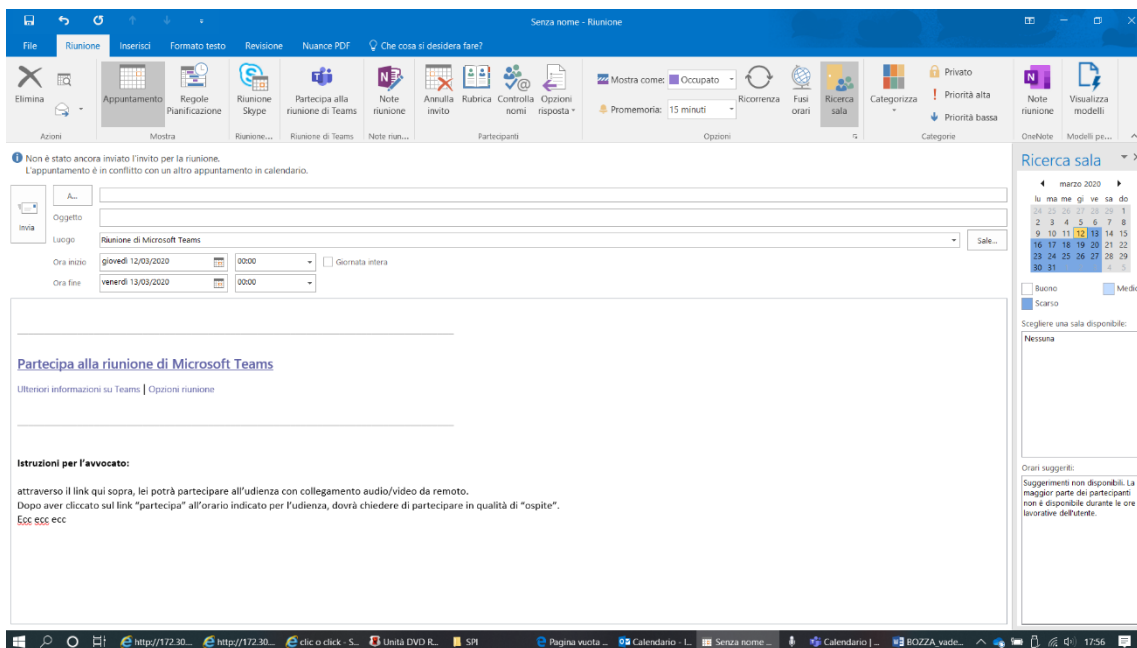 Senza nome - Riunione
File Riunione Inserisci Formato testo Revisione Nuance PDF Che cosa si desidera fare?
Elimina
Appuntamento
Regole Pianificazione
Riunione Skype
Partecipa alla riunione di Teams
Note riunione
Annulla invito
Rubrica
Controlla nomi
Opzioni risposta
Mostra come: Occupato
Promemoria: 15 minuti
Ricorrenza
Fusi orari
Ricerca sala
Categorizza
Privato
Priorità alta
Priorità bassa
Note riunione
Visualizza modelli
Azioni Mostra Riunione... Riunione di Teams Note riun... Partecipanti Opzioni Categorie OneNote Modelli pe...
Non è stato ancora inviato l'invito per la riunione.
L'appuntamento è in conflitto con un altro appuntamento in calendario.
Invia
A...
Oggetto
Luogo Riunione di Microsoft Teams Sale...
Ora inizio giovedì 12/03/2020 00:00 Giornata intera
Ora fine venerdì 13/03/2020 00:00
Partecipa alla riunione di Microsoft Teams
Ulteriori informazioni su Teams | Opzioni riunione
Istruzioni per l'avvocato:
attraverso il link qui sopra, lei potrà partecipare all'udienza con collegamento audio/video da remoto.
Dopo aver cliccato sul link "partecipa" all'orario indicato per l'udienza, dovrà chiedere di partecipare in qualità di "ospite".
Ecc ecc ecc
Ricerca sala
marzo 2020
lu ma me gi ve sa do
24 25 26 27 28 29 1
2 3 4 5 6 7 8
9 10 11 12 13 14 15
16 17 18 19 20 21 22
23 24 25 26 27 28 29
30 31 4 5
Buono Medio
Scarso
Scegliere una sala disponibile:
Nessuna
Orari suggeriti:
Suggerimenti non disponibili. La
maggior parte dei partecipanti
non è disponibile durante le ore
lavorative dell'utente.
http://172.30... http://172.30... clic o click - S... Unità DVD R... SPI Pagina vuota ... Calendario - I... Senza nome ... Calendario | ... BOZZA_vade... 17:56